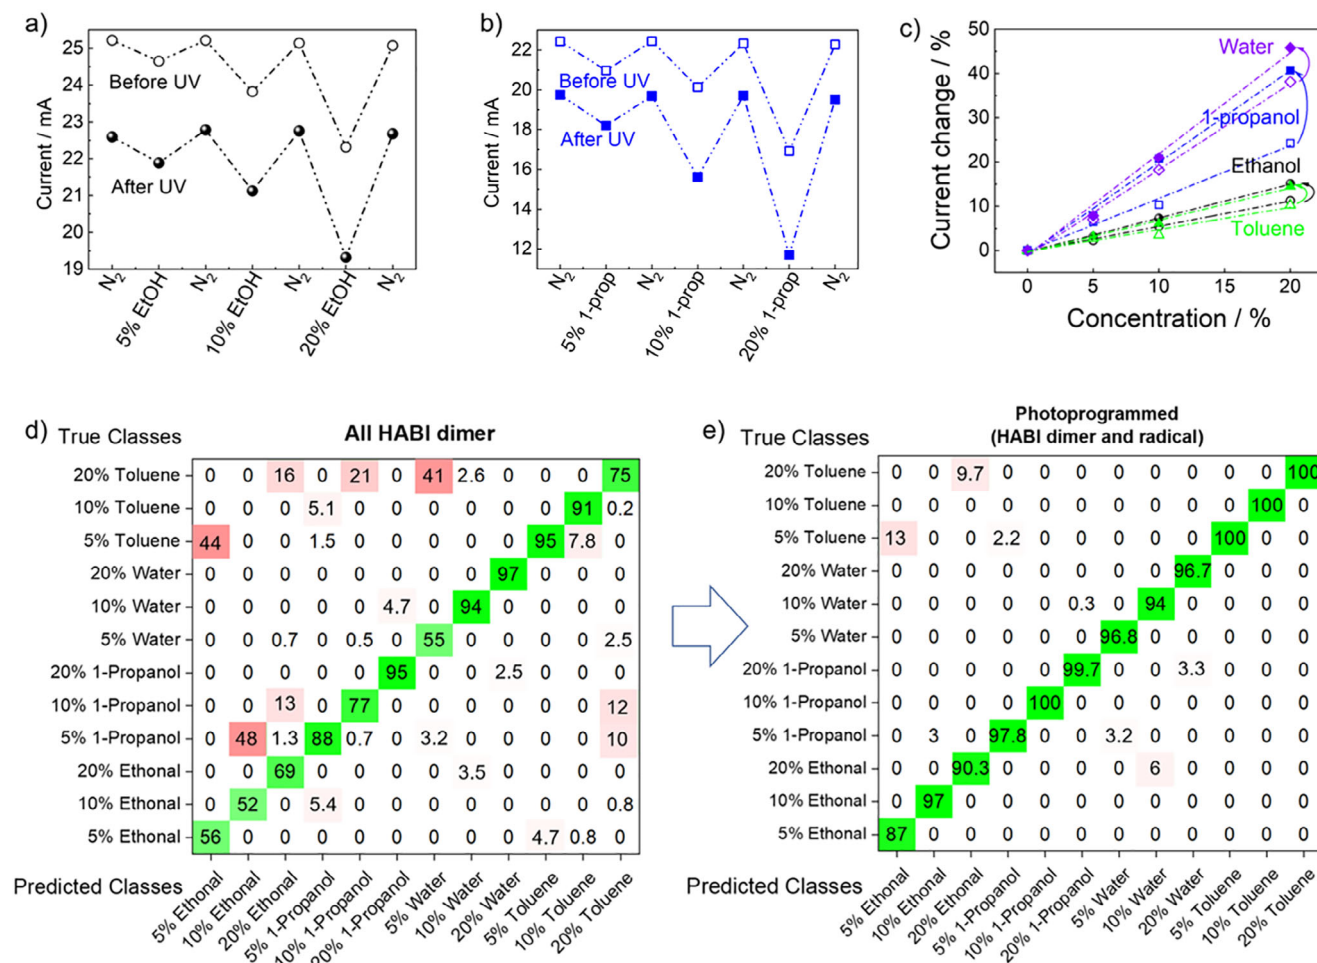 a)
Current / mA
25
24
23
22
21
20
19
Before UV
After UV
N2
5% EtOH
N2
10% EtOH
N2
20% EtOH
N2
b)
22
20
18
16
14
12
Before UV
After UV
N2
5% 1-prop
N2
10% 1-prop
N2
20% 1-prop
N2
c)
Current change / %
50
40
30
20
10
0
Water
1-propanol
Ethanol
Toluene
0
5
10
15
20
Concentration / %
d)
True Classes
All HABI dimer
20% Toluene 0 0 16 0 21 0 41 2.6 0 0 0 75
10% Toluene 0 0 0 5.1 0 0 0 0 0 0 91 0.2
5% Toluene 44 0 0 1.5 0 0 0 0 0 95 7.8 0
20% Water 0 0 0 0 0 0 0 0 97 0 0 0
10% Water 0 0 0 0 0 4.7 0 94 0 0 0 0
5% Water 0 0 0.7 0 0.5 0 55 0 0 0 0 2.5
20% 1-Propanol 0 0 0 0 0 95 0 0 2.5 0 0 0
10% 1-Propanol 0 0 13 0 77 0 0 0 0 0 0 12
5% 1-Propanol 0 48 1.3 88 0.7 0 3.2 0 0 0 0 10
20% Ethonal 0 0 69 0 0 0 0 3.5 0 0 0 0
10% Ethonal 0 52 0 5.4 0 0 0 0 0 0 0 0.8
5% Ethonal 56 0 0 0 0 0 0 0 0 4.7 0.8 0
Predicted Classes
5% Ethonal
10% Ethonal
20% Ethonal
5% 1-Propanol
10% 1-Propanol
20% 1-Propanol
5% Water
10% Water
20% Water
5% Toluene
10% Toluene
20% Toluene
e)
True Classes
Photoprogrammed
(HABI dimer and radical)
20% Toluene 0 0 9.7 0 0 0 0 0 0 0 0 100
10% Toluene 0 0 0 0 0 0 0 0 0 0 100 0
5% Toluene 13 0 0 2.2 0 0 0 0 0 100 0 0
20% Water 0 0 0 0 0 0 0 0 96.7 0 0 0
10% Water 0 0 0 0 0 0.3 0 94 0 0 0 0
5% Water 0 0 0 0 0 0 96.8 0 0 0 0 0
20% 1-Propanol 0 0 0 0 0 99.7 0 0 3.3 0 0 0
10% 1-Propanol 0 0 0 0 100 0 0 0 0 0 0 0
5% 1-Propanol 0 3 0 97.8 0 0 3.2 0 0 0 0 0
20% Ethonal 0 0 90.3 0 0 0 0 6 0 0 0 0
10% Ethonal 0 97 0 0 0 0 0 0 0 0 0 0
5% Ethonal 87 0 0 0 0 0 0 0 0 0 0 0
Predicted Classes
5% Ethonal
10% Ethonal
20% Ethonal
5% 1-Propanol
10% 1-Propanol
20% 1-Propanol
5% Water
10% Water
20% Water
5% Toluene
10% Toluene
20% Toluene